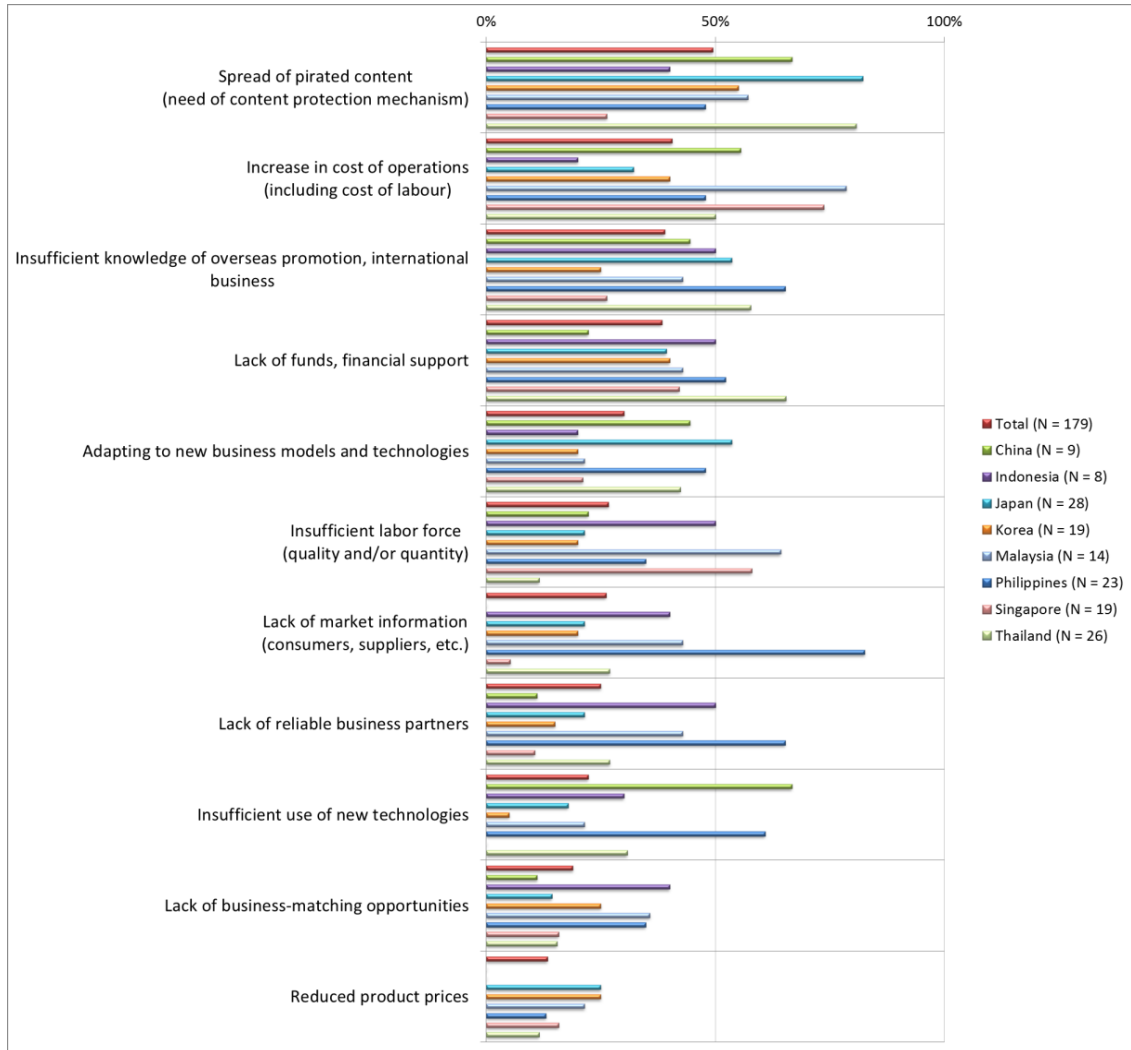 0%
50%
100%
Spread of pirated content
(need of content protection mechanism)
Increase in cost of operations
(including cost of labour)
Insufficient knowledge of overseas promotion, international
business
Lack of funds, financial support
Adapting to new business models and technologies
Insufficient labor force
(quality and/or quantity)
Lack of market information
(consumers, suppliers, etc.)
Lack of reliable business partners
Insufficient use of new technologies
Lack of business-matching opportunities
Reduced product prices
Total (N = 179)
China (N = 9)
Indonesia (N = 8)
Japan (N = 28)
Korea (N = 19)
Malaysia (N = 14)
Philippines (N = 23)
Singapore (N = 19)
Thailand (N = 26)